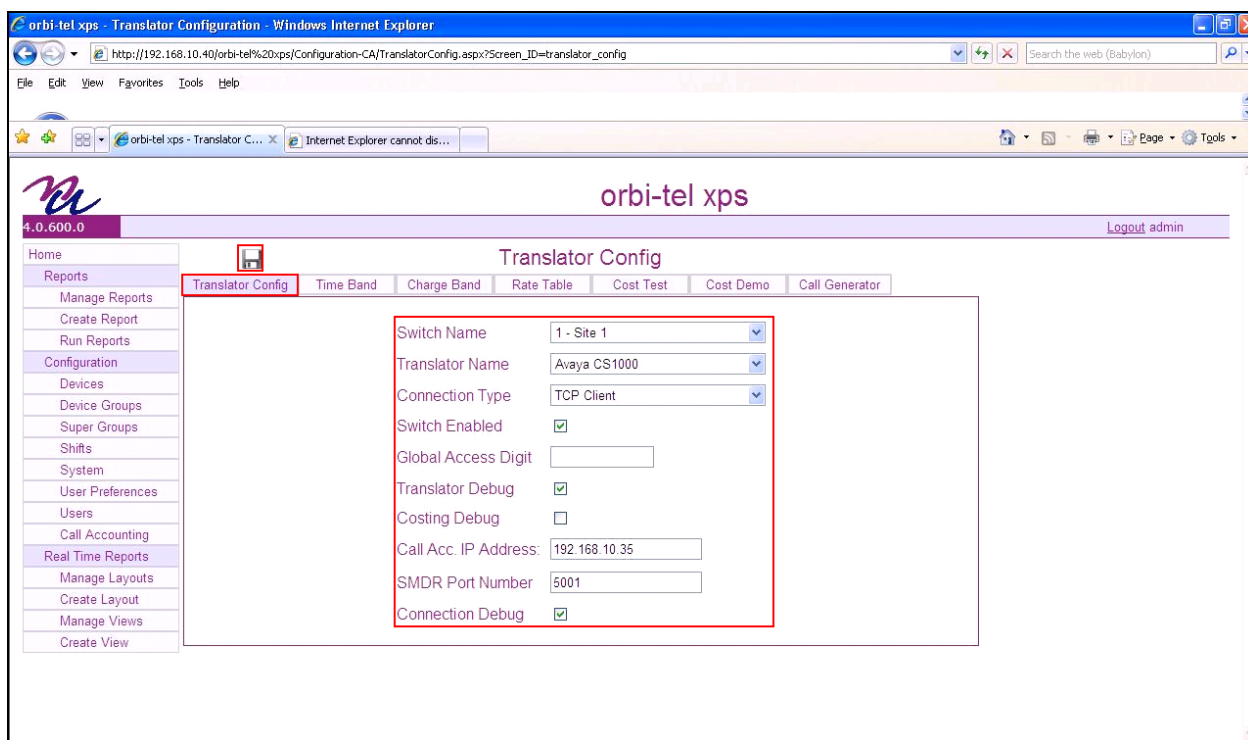 orbi-tel xps - Translator Configuration - Windows Internet Explorer
http://192.168.10.40/orbi-tel%20xps/Configuration-CA/TranslatorConfig.aspx?Screen_ID=translator_config
Search the web (Babylon)
File Edit View Favorites Tools Help
orbi-tel xps - Translator C... Internet Explorer cannot dis...
Page Tools
orbi-tel xps
4.0.600.0
Logout admin
Home
Reports
Manage Reports
Create Report
Run Reports
Configuration
Devices
Device Groups
Super Groups
Shifts
System
User Preferences
Users
Call Accounting
Real Time Reports
Manage Layouts
Create Layout
Manage Views
Create View
Translator Config
Translator Config Time Band Charge Band Rate Table Cost Test Cost Demo Call Generator
Switch Name 1 - Site 1
Translator Name Avaya CS1000
Connection Type TCP Client
Switch Enabled
Global Access Digit
Translator Debug
Costing Debug
Call Acc. IP Address: 192.168.10.35
SMDR Port Number 5001
Connection Debug